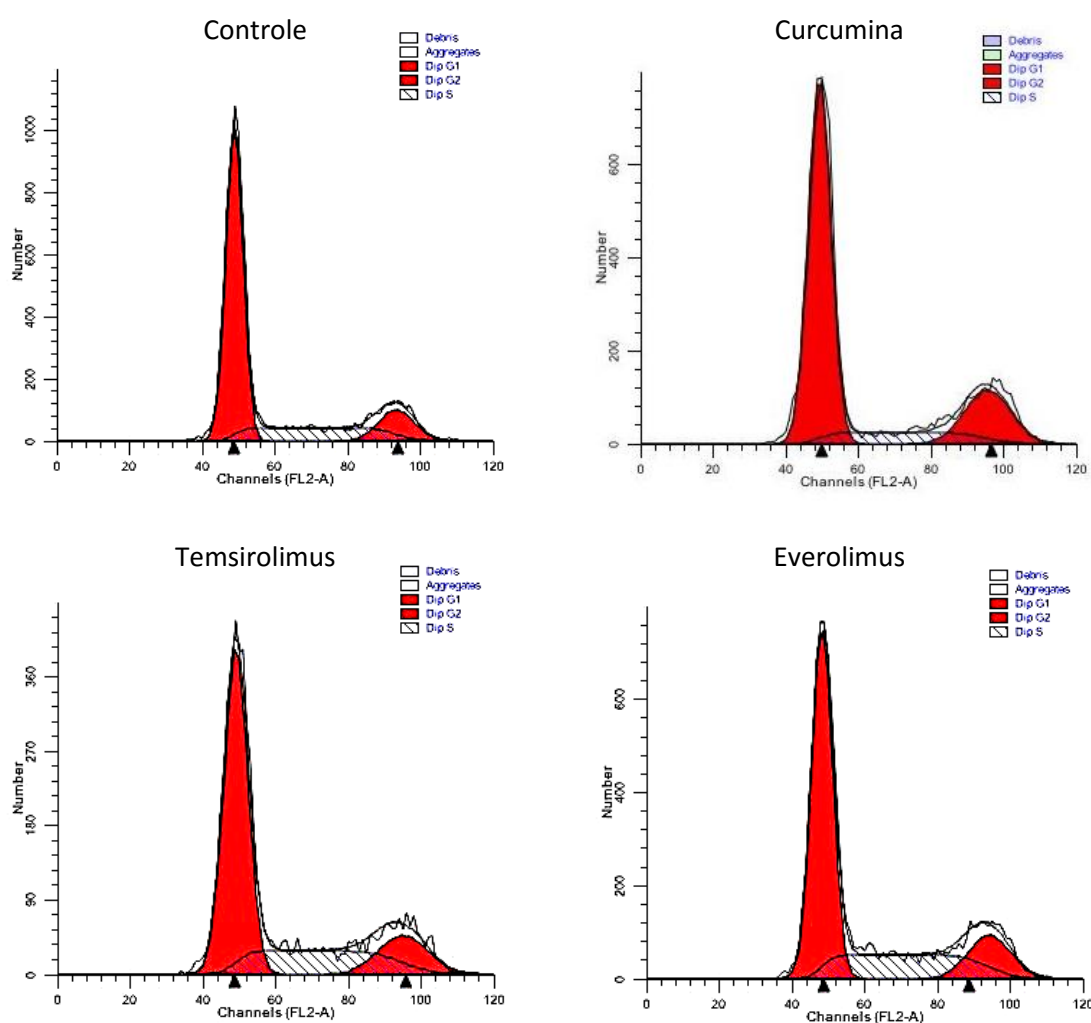 Controle
Debris
Aggregates
Dip G1
Dip G2
Dip S
Number
1000
800
600
400
200
0
0 20 40 60 80 100 120
Channels (FL2-A)
Curcumina
Debris
Aggregates
Dip G1
Dip G2
Dip S
Number
600
400
200
0
0 20 40 60 80 100 120
Channels (FL2-A)
Temsirolimus
Debris
Aggregates
Dip G1
Dip G2
Dip S
Number
360
270
180
90
0
0 20 40 60 80 100 120
Channels (FL2-A)
Everolimus
Debris
Aggregates
Dip G1
Dip G2
Dip S
Number
600
400
200
0
0 20 40 60 80 100 120
Channels (FL2-A)